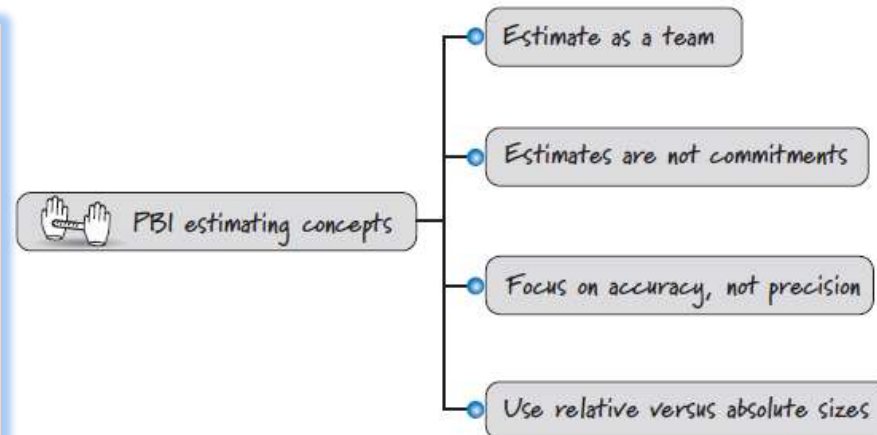 Estimate as a team
Estimates are not commitments
PBI estimating concepts
Focus on accuracy, not precision
Use relative versus absolute sizes